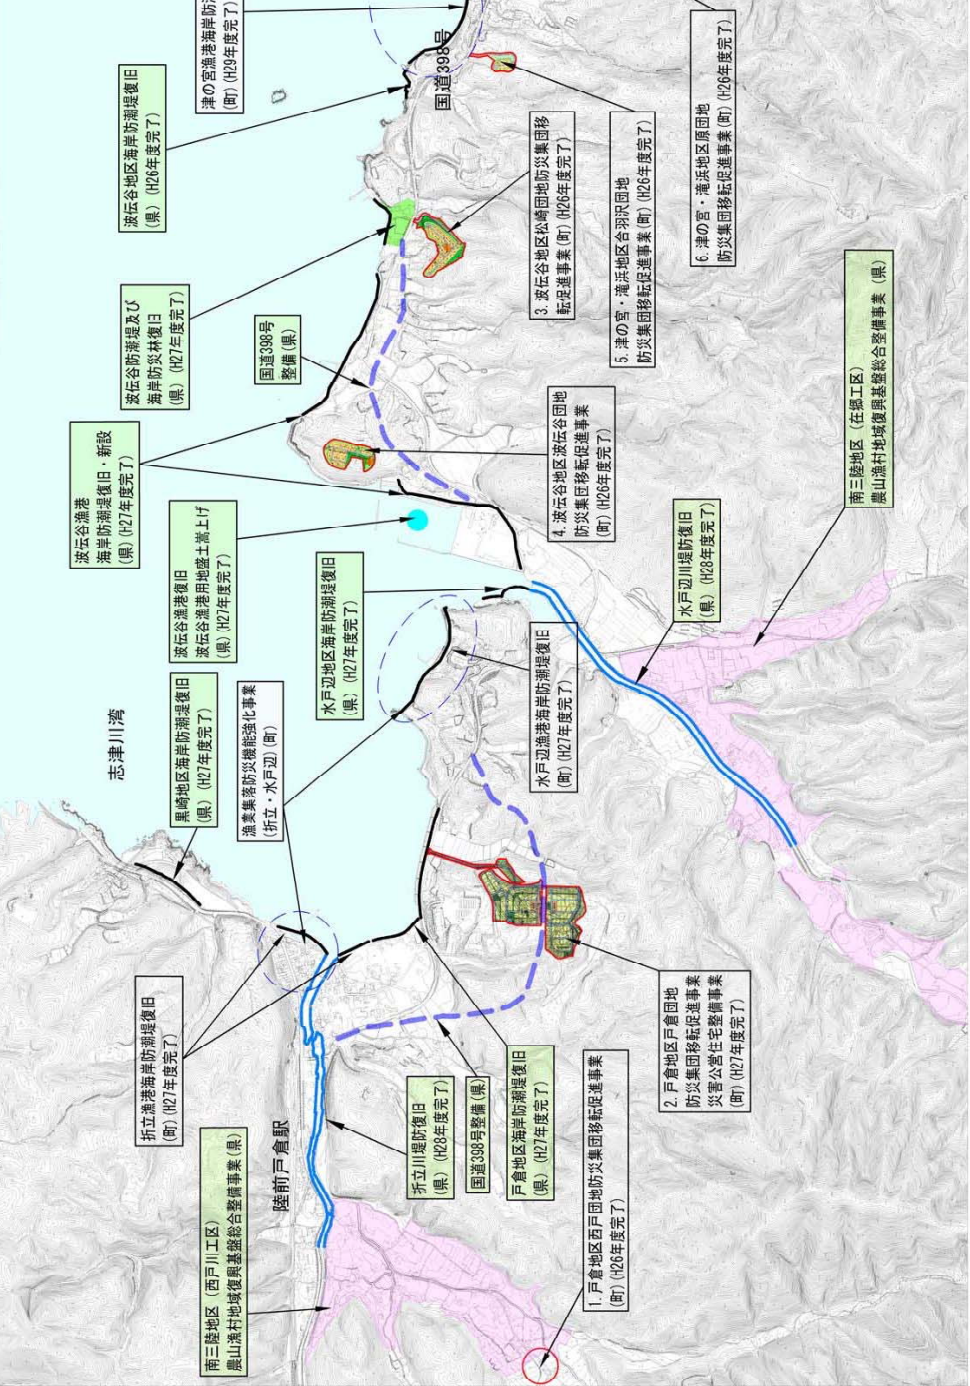 津の宮漁港海岸防
(町)(H29年度完了)
国道398号
波伝谷地区海岸防潮堤復旧
(県)(H26年度完了)
6. 津の宮・滝浜地区原団地
防災集団移転促進事業(町)(H26年度完了)
波伝谷防潮堤及び
海岸防災林復旧
(県)(H27年度完了)
国道398号
整備(県)
3. 波伝谷地区松崎団地防災集団移
転促進事業(町)(H26年度完了)
5. 津の宮・滝浜地区合羽沢団地
防災集団移転促進事業(町)(H26年度完了)
波伝谷漁港
海岸防潮堤復旧・新設
(県)(H27年度完了)
4. 波伝谷地区波伝谷団地
防災集団移転促進事業
(町)(H26年度完了)
南三陸地区(在郷工区)
農山漁村地域復興基盤総合整備事業(県)
波伝谷漁港復旧
波伝谷漁港用地盛土嵩上げ
(県)(H27年度完了)
水戸辺地区海岸防潮堤復旧
(県)(H27年度完了)
水戸辺川堤防復旧
(県)(H28年度完了)
志津川湾
黒崎地区海岸防潮堤復旧
(県)(H27年度完了)
漁業集落防災機能強化事業
(折立・水戸辺)(町)
水戸辺漁港海岸防潮堤復旧
(町)(H27年度完了)
折立漁港海岸防潮堤復旧
(町)(H27年度完了)
陸前戸倉駅
折立川堤防復旧
(県)(H28年度完了)
国道398号整備(県)
戸倉地区海岸防潮堤復旧
(県)(H27年度完了)
2. 戸倉地区戸倉団地
防災集団移転促進事業
災害公営住宅整備事業
(町)(H27年度完了)
南三陸地区(西戸川工区)
農山漁村地域復興基盤総合整備事業(県)
1. 戸倉地区西戸団地防災集団移転促進事業
(町)(H26年度完了)